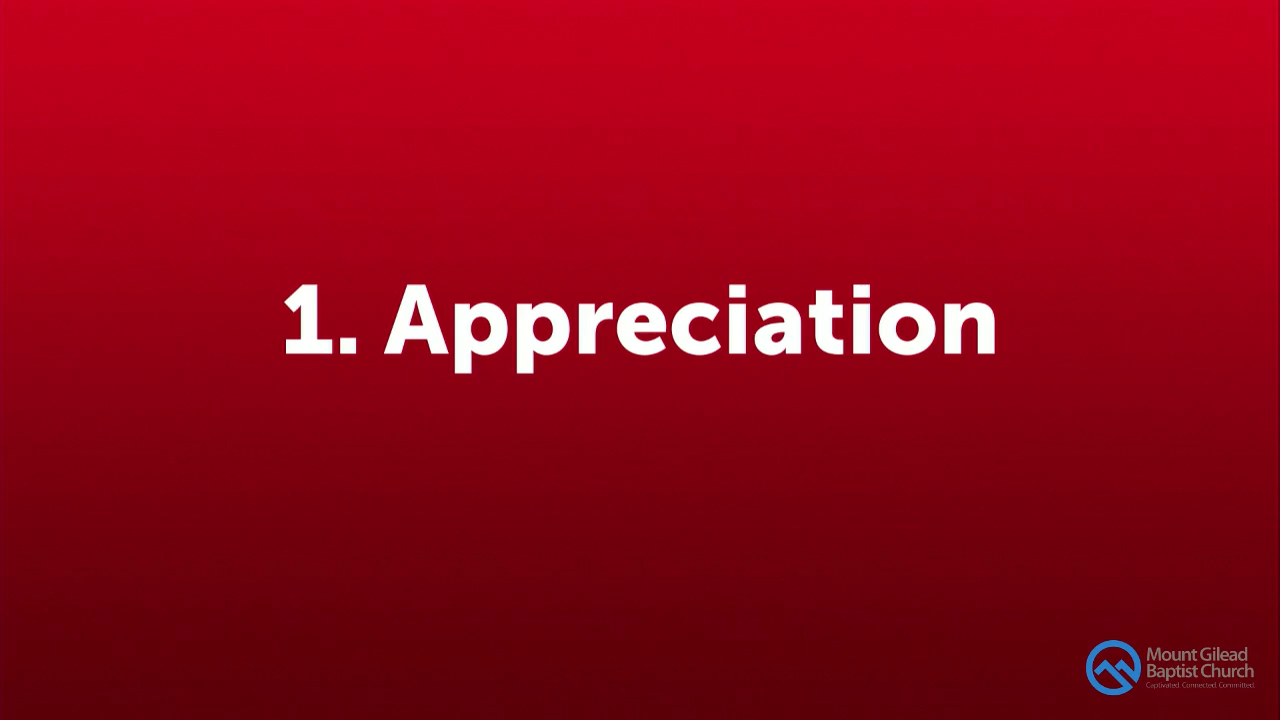 1. Appreciation
Mount Gilead
Baptist Church
Captivated. Connected. Committed.